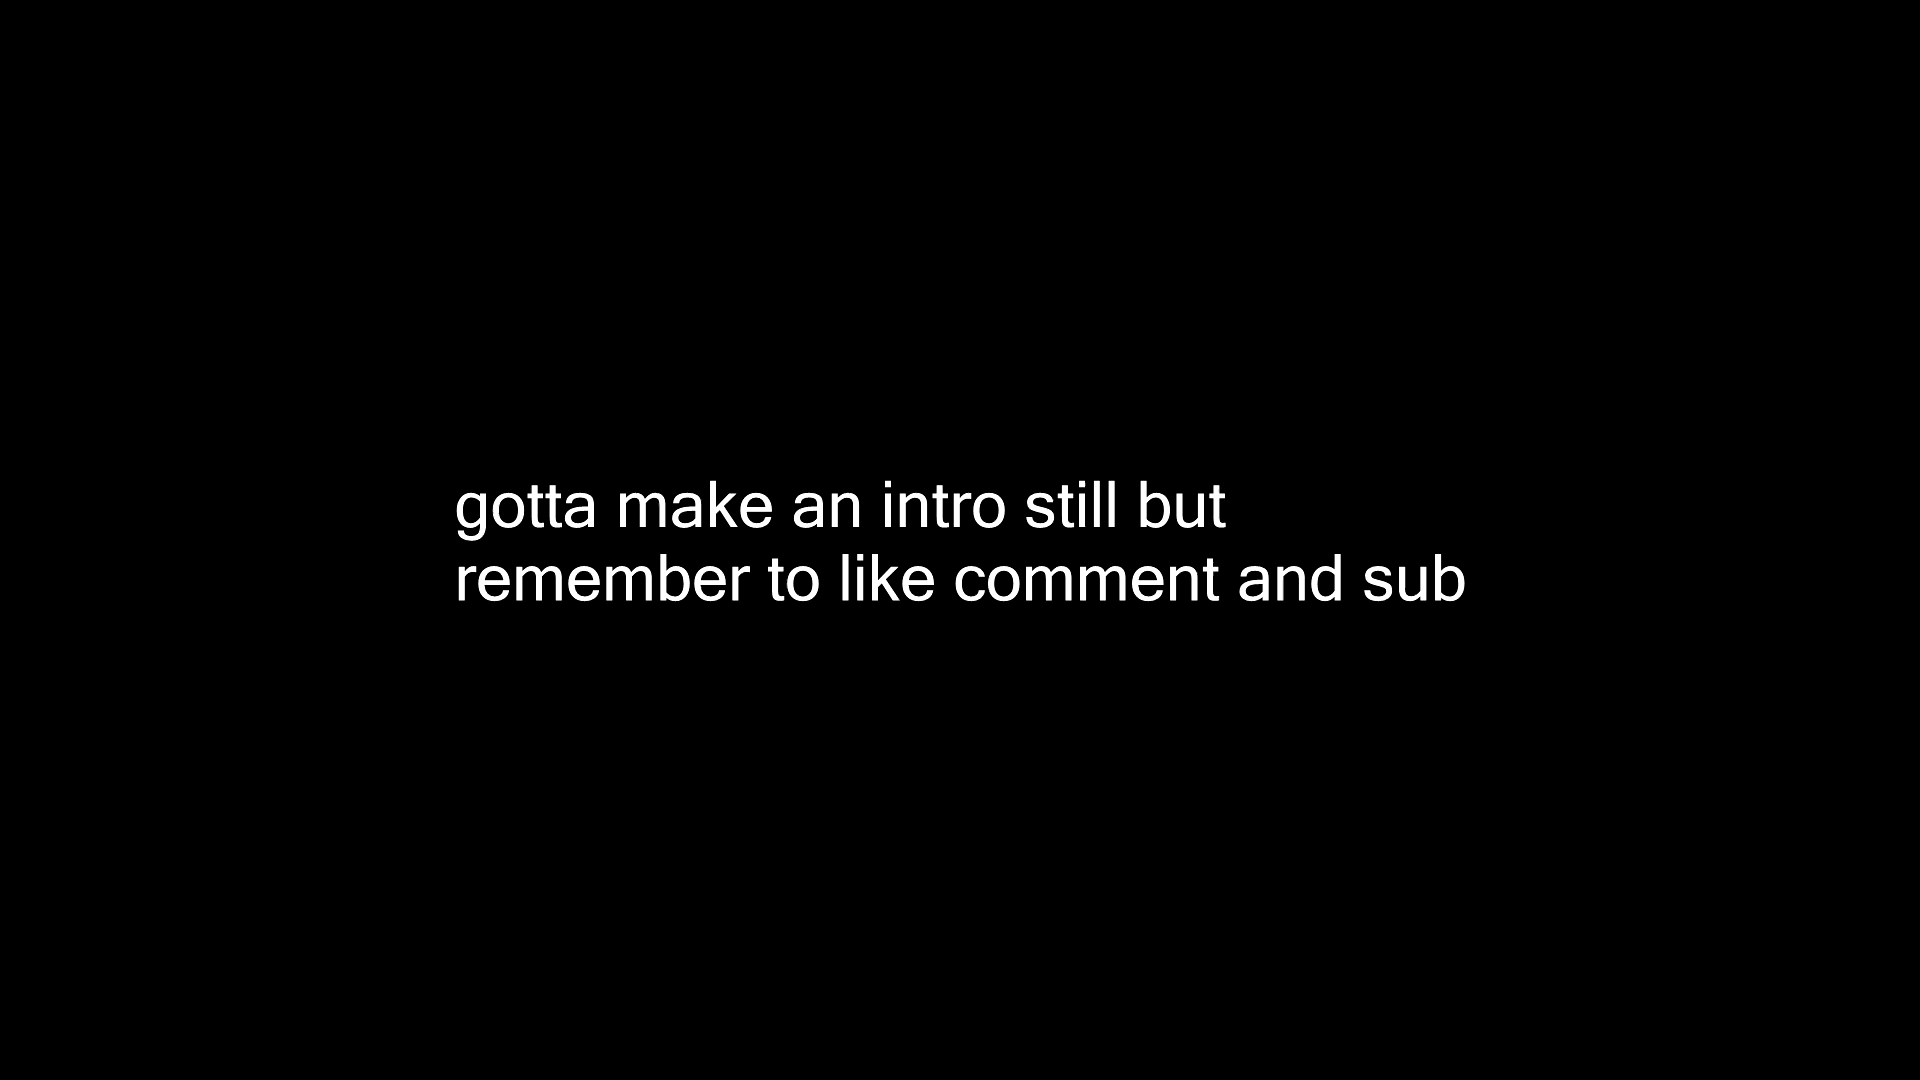 gotta make an intro still but
remember to like comment and sub